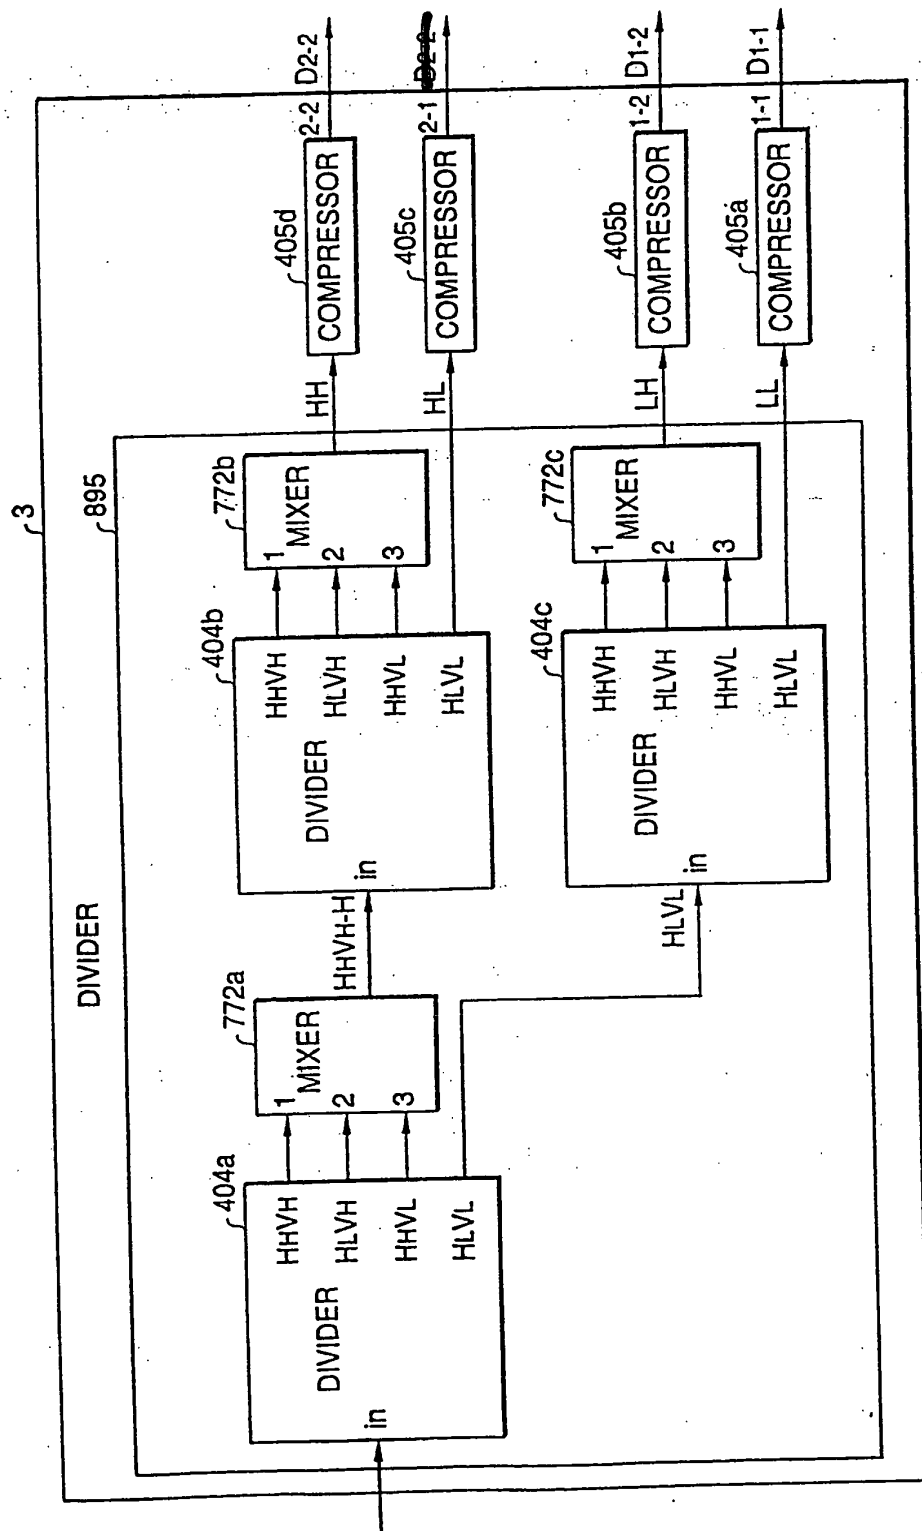 3
DIVIDER
895
404a
DIVIDER
in
HHVH
HLVH
HHVL
HLVL
772a
MIXER
1
2
3
HHVH-H
HLVL
404b
DIVIDER
in
HHVH
HLVH
HHVL
HLVL
772b
MIXER
1
2
3
HH
HL
405d
COMPRESSOR
2-2
D2-2
405c
COMPRESSOR
2-1
404c
DIVIDER
in
HHVH
HLVH
HHVL
HLVL
772c
MIXER
1
2
3
LH
LL
405b
COMPRESSOR
1-2
D1-2
405a
COMPRESSOR
1-1
D1-1